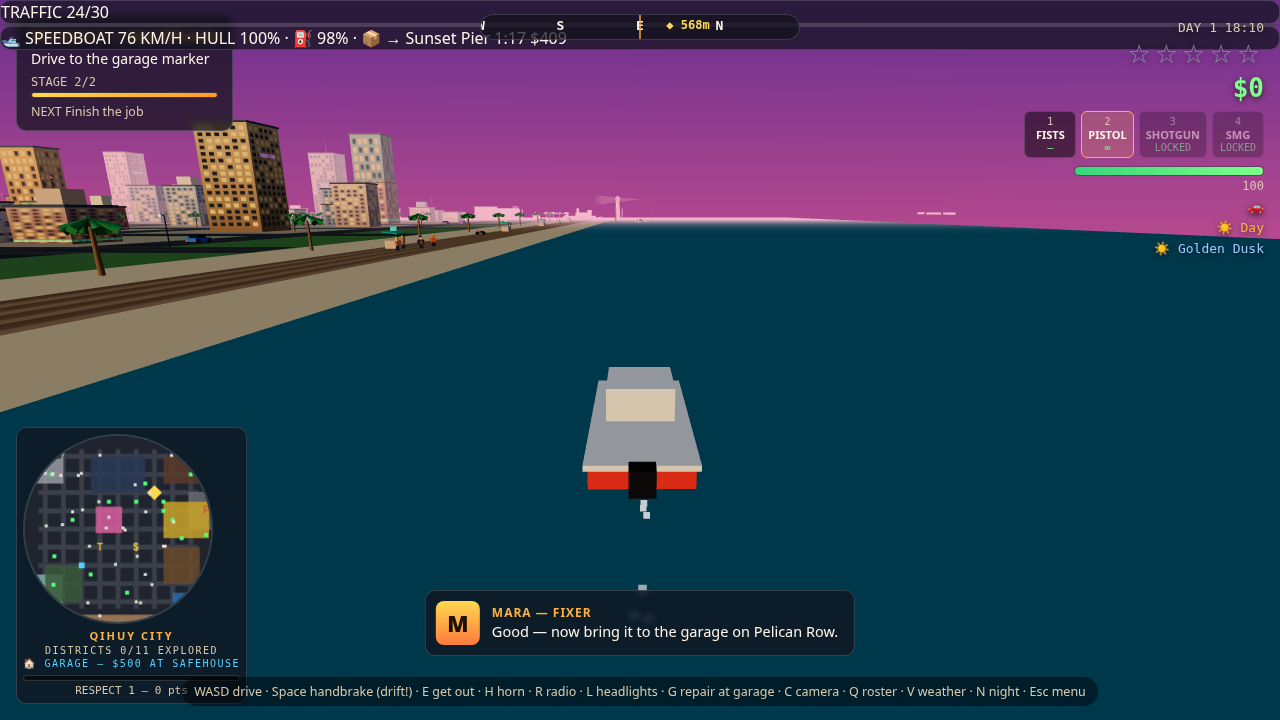 TRAFFIC 24/30
🚤 SPEEDBOAT 76 KM/H · HULL 100% · ⛽ 98% · 📦 → Sunset Pier 1:17 $409
S E ◆ 568m N
DAY 1 18:10
☆☆☆☆☆
$0
Drive to the garage marker
STAGE 2/2
NEXT Finish the job
1 FISTS —
2 PISTOL ∞
3 SHOTGUN LOCKED
4 SMG LOCKED
100
☀️ Day
☀️ Golden Dusk
T S
QIHUY CITY
DISTRICTS 0/11 EXPLORED
🏠 GARAGE — $500 AT SAFEHOUSE
RESPECT 1 — 0 pts
M
MARA — FIXER
Good — now bring it to the garage on Pelican Row.
WASD drive · Space handbrake (drift!) · E get out · H horn · R radio · L headlights · G repair at garage · C camera · Q roster · V weather · N night · Esc menu